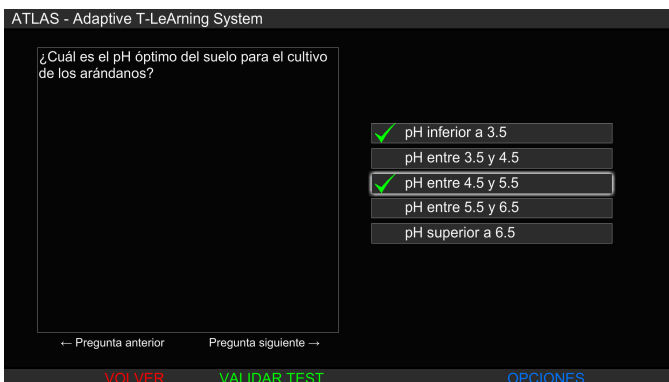 ATLAS - Adaptive T-LeArning System
¿Cuál es el pH óptimo del suelo para el cultivo
de los arándanos?
pH inferior a 3.5
pH entre 3.5 y 4.5
pH entre 4.5 y 5.5
pH entre 5.5 y 6.5
pH superior a 6.5
← Pregunta anterior Pregunta siguiente →
VOLVER VALIDAR TEST OPCIONES